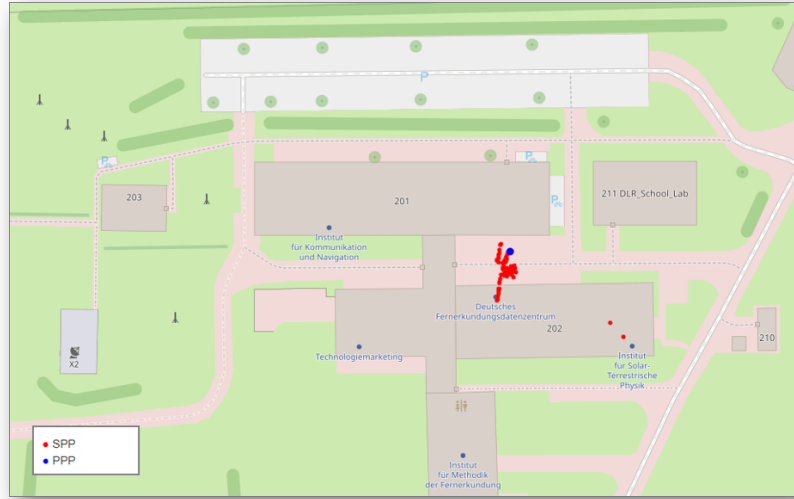 P
P
P
203
201
211 DLR_School_Lab
P
Institut
für Kommunikation
und Navigation
Deutsches
Fernerkundungsdatenzentrum
202
210
Technologiemarketing
Institut
für Solar-
Terrestrische
Physik
X2
SPP
PPP
Institut
für Methodik
der Fernerkundung